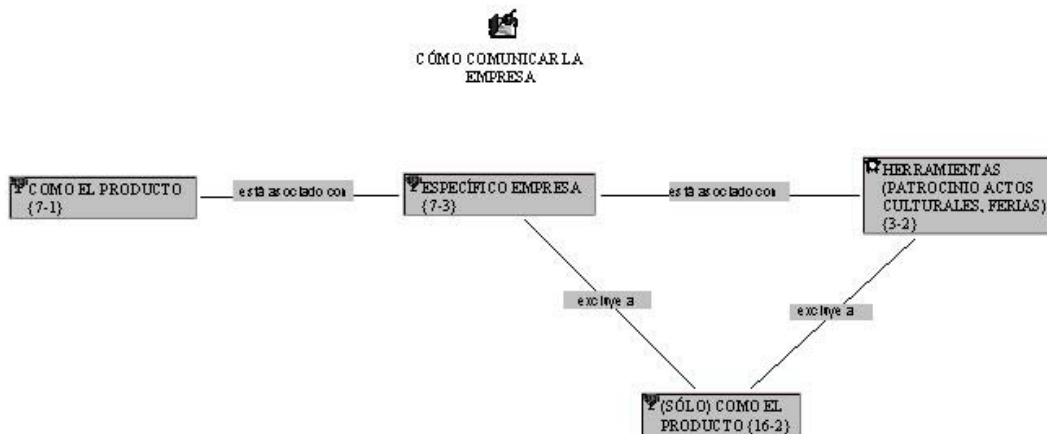 CÓMO COMUNICAR LA
EMPRESA
COMO EL PRODUCTO
{7-1}
está asociado con
ESPECÍFICO EMPRESA
{7-3}
está asociado con
HERRAMIENTAS
(PATROCINIO ACTOS
CULTURALES, FERIAS)
{3-2}
excluye a
excluye a
(SÓLO) COMO EL
PRODUCTO {16-2}